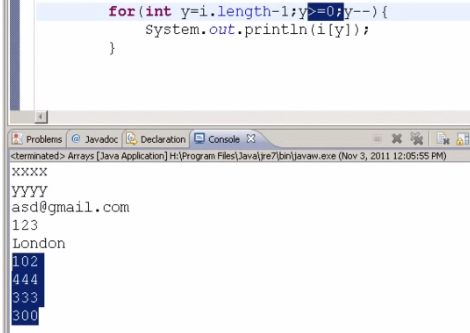 for(int y=i.length-1;y>=0;y--){
System.out.println(i[y]);
}
Problems @ Javadoc Declaration Console
<terminated> Arrays [Java Application] H:\Program Files\Java\jre7\bin\javaw.exe (Nov 3, 2011 12:05:55 PM)
xxxx
yyyy
asd@gmail.com
123
London
102
444
333
300